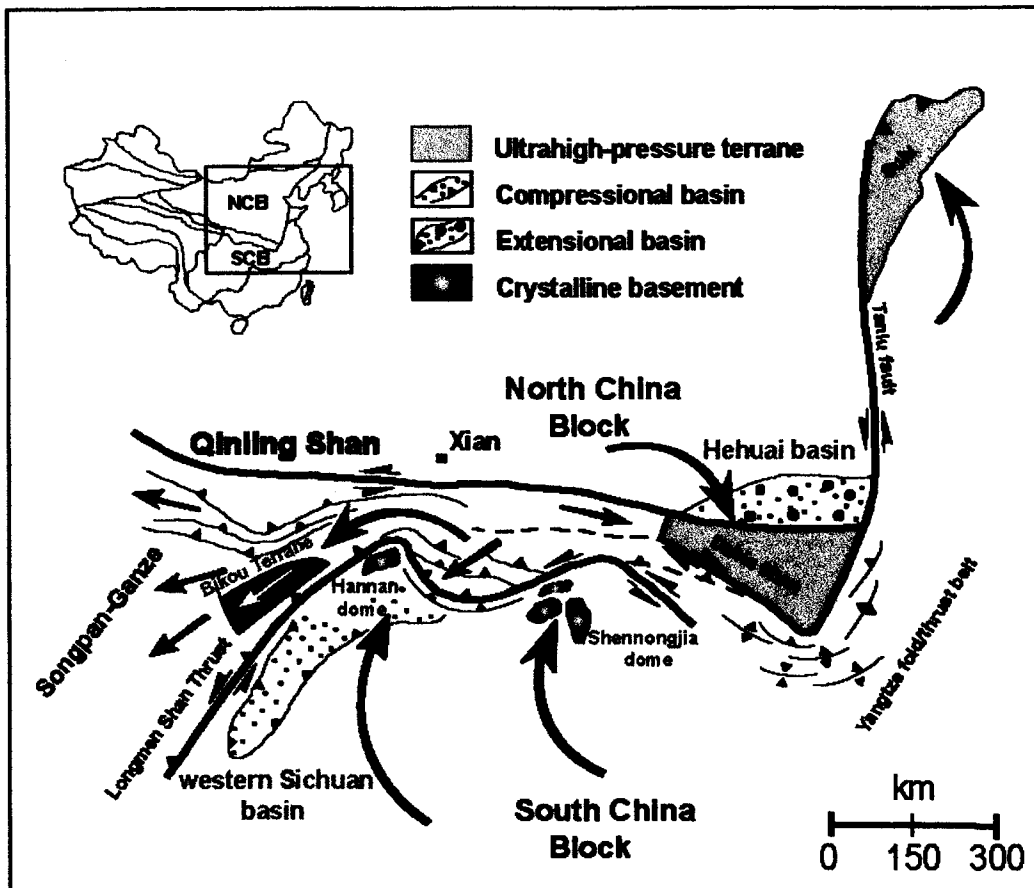 NCB
SCB
Ultrahigh-pressure terrane
Compressional basin
Extensional basin
Crystalline basement
Tanlu fault
North China
Block
Qinling Shan
Xian
Hehuai basin
Bikou Terrane
Hannan-
dome
Shennongjia
dome
Songpan-Ganze
Longmen Shan Thrust
Yangtze fold/thrust belt
western Sichuan
basin
South China
Block
km
0 150 300